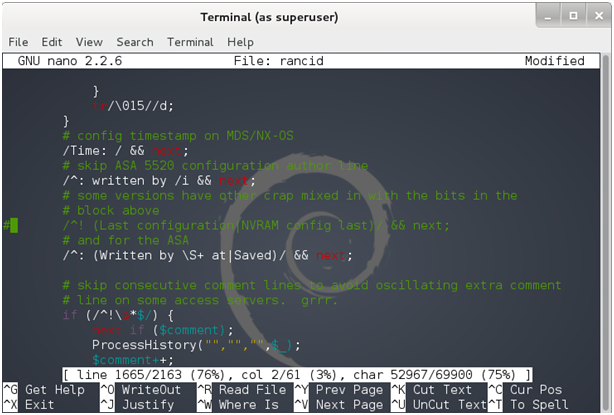 Terminal (as superuser)
File Edit View Search Terminal Help
GNU nano 2.2.6 File: rancid Modified
}
tr/\015//d;
}
# config timestamp on MDS/NX-OS
/Time: / && next;
# skip ASA 5520 configuration author line
/^: written by /i && next;
# some versions have other crap mixed in with the bits in the
# block above
# /^! (Last configuration|NVRAM config last)/ && next;
# and for the ASA
/^: (Written by \S+ at|Saved)/ && next;
# skip consecutive comment lines to avoid oscillating extra comment
# line on some access servers. grrr.
if (/^!\s*$/) {
next if ($comment);
ProcessHistory("","","",$_);
$comment++;
[ line 1665/2163 (76%), col 2/61 (3%), char 52967/69900 (75%) ]
^G Get Help ^O WriteOut ^R Read File ^Y Prev Page ^K Cut Text ^C Cur Pos
^X Exit ^J Justify ^W Where Is ^V Next Page ^U UnCut Text ^T To Spell